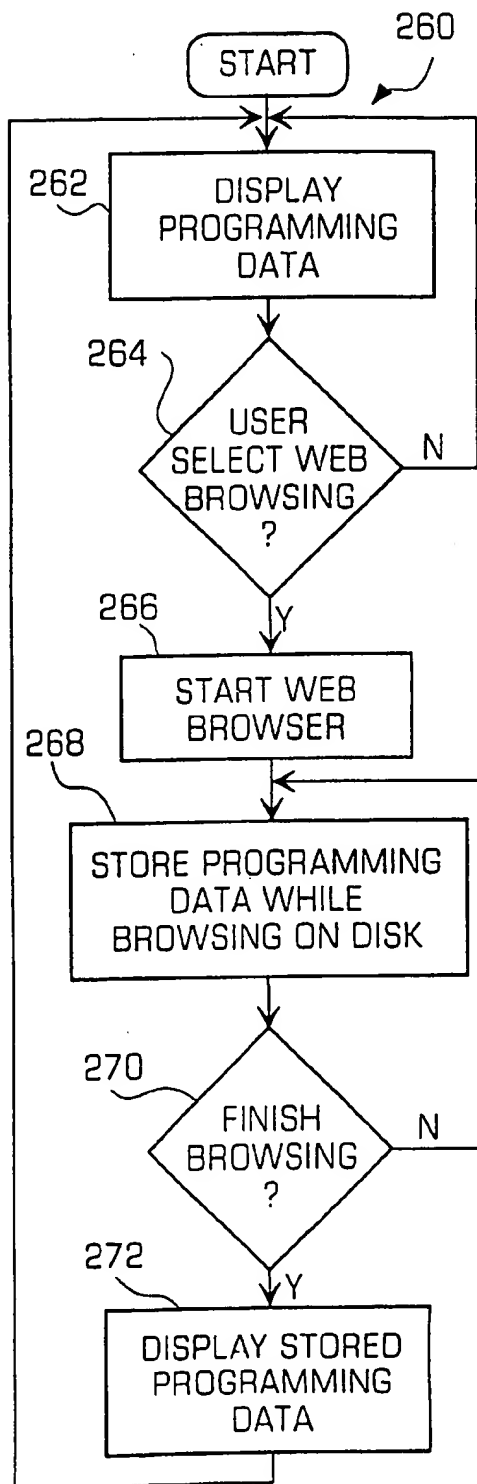 260
START
262
DISPLAY
PROGRAMMING
DATA
264
USER
SELECT WEB
BROWSING
?
N
Y
266
START WEB
BROWSER
268
STORE PROGRAMMING
DATA WHILE
BROWSING ON DISK
270
FINISH
BROWSING
?
N
Y
272
DISPLAY STORED
PROGRAMMING
DATA